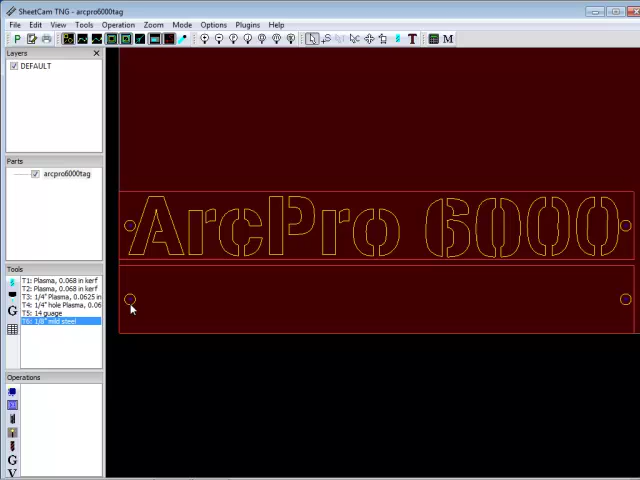 SheetCam TNG - arcpro6000tag
File Edit View Tools Operation Zoom Mode Options Plugins Help
P S C T M
Layers
DEFAULT
Parts
arcpro6000tag
Tools
T1: Plasma, 0.068 in kerf
T2: Plasma, 0.068 in kerf
T3: 1/4" Plasma, 0.0625 in
T4: 1/4" hole Plasma, 0.06
T5: 14 guage
T6: 1/8" mild steel
G
ArcPro 6000
Operations
G
V